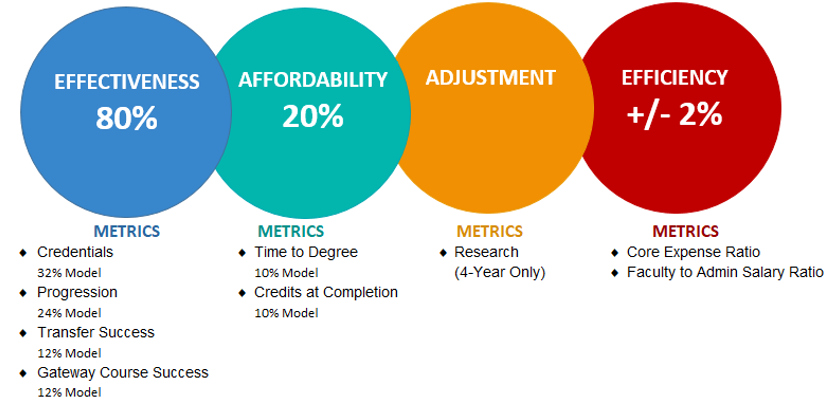 EFFECTIVENESS
80%
AFFORDABILITY
20%
ADJUSTMENT
EFFICIENCY
+/- 2%
METRICS
♦ Credentials
32% Model
♦ Progression
24% Model
♦ Transfer Success
12% Model
♦ Gateway Course Success
12% Model
METRICS
♦ Time to Degree
10% Model
♦ Credits at Completion
10% Model
METRICS
♦ Research
(4-Year Only)
METRICS
♦ Core Expense Ratio
♦ Faculty to Admin Salary Ratio